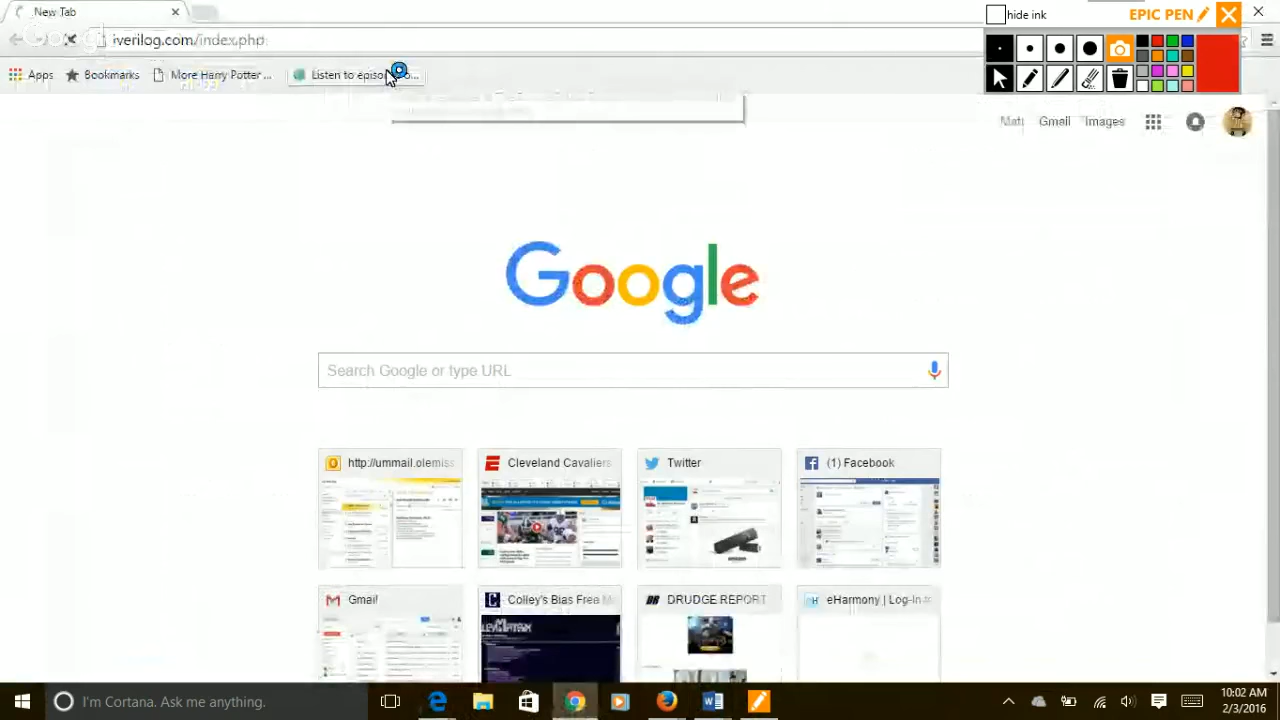 New Tab
hide ink
EPIC PEN
iverilog.com/index.php
Apps
Bookmarks
More Harry Potter ...
Listen to episo
Gmail
Images
Google
Search Google or type URL
http://ummail.olemiss
Cleveland Cavaliers
Twitter
(1) Facebook
Gmail
Colley's Bias Free M
DRUDGE REPORT
eHarmony | Log-In
I'm Cortana. Ask me anything.
10:02 AM
2/3/2016